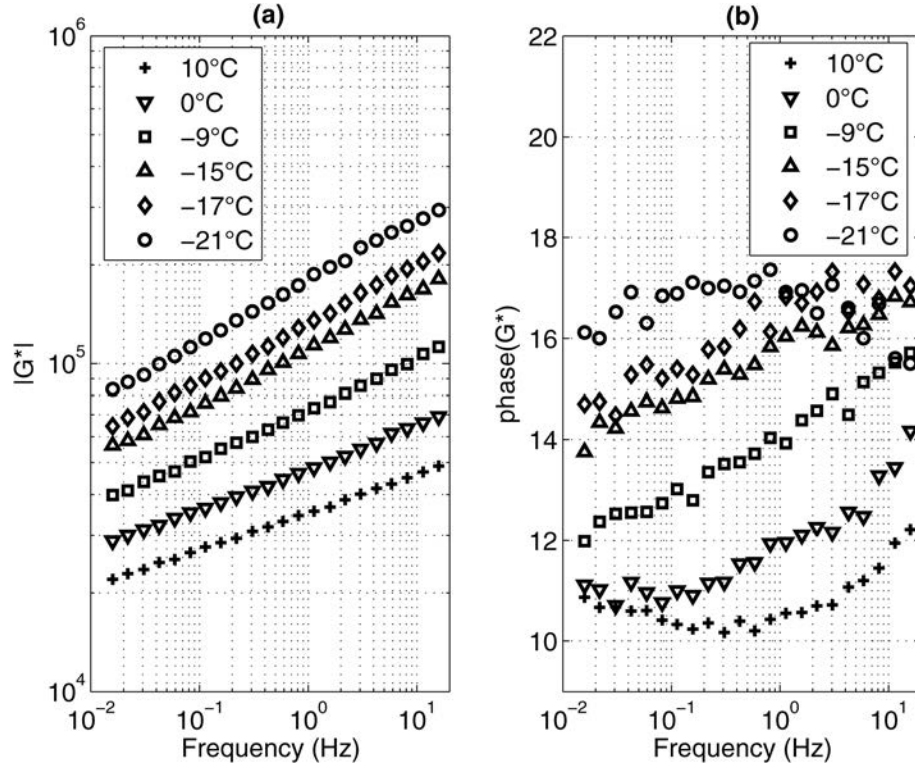 (a)
10^6
10^5
10^4
|G*|
10°C
0°C
−9°C
−15°C
−17°C
−21°C
10^-2
10^-1
10^0
10^1
Frequency (Hz)
(b)
22
20
18
16
14
12
10
phase(G*)
10°C
0°C
−9°C
−15°C
−17°C
−21°C
10^-2
10^-1
10^0
10^1
Frequency (Hz)